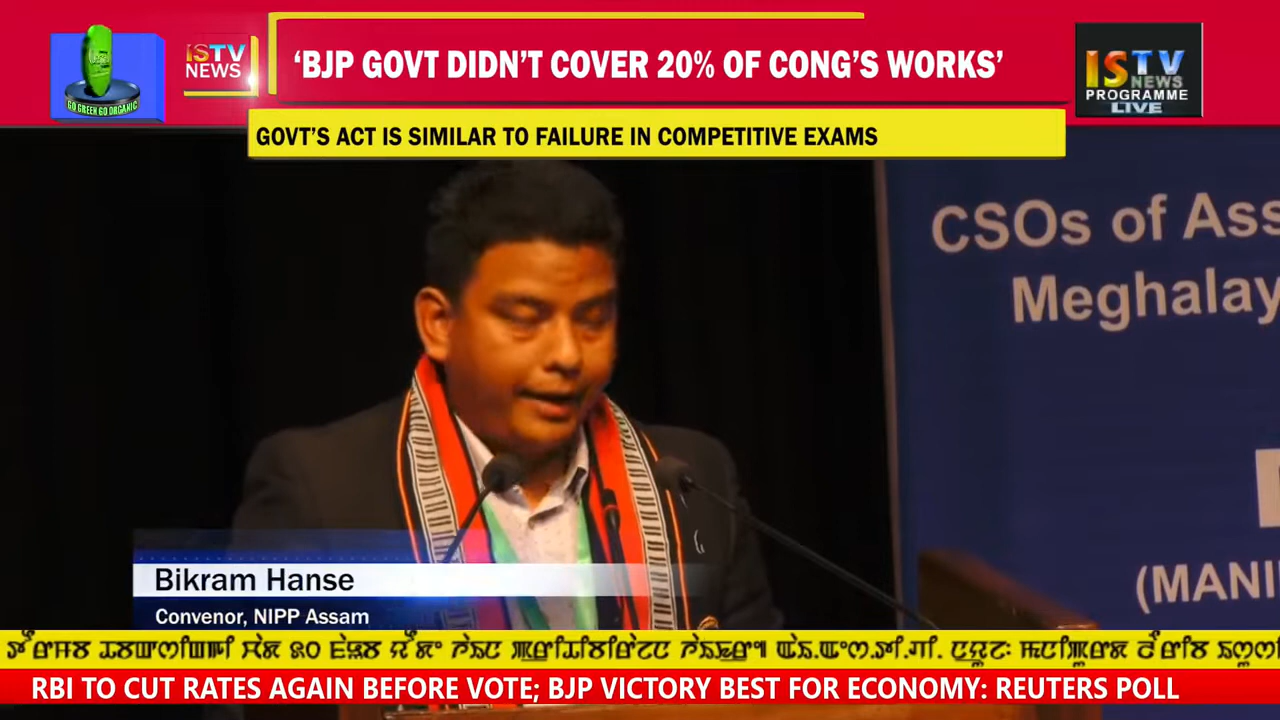 GO GREEN GO ORGANIC
ISTV
NEWS
‘BJP GOVT DIDN’T COVER 20% OF CONG’S WORKS’
ISTV
NEWS
PROGRAMME
LIVE
GOVT’S ACT IS SIMILAR TO FAILURE IN COMPETITIVE EXAMS
CSOs of Ass
Meghalay
(MANI
Bikram Hanse
Convenor, NIPP Assam
RBI TO CUT RATES AGAIN BEFORE VOTE; BJP VICTORY BEST FOR ECONOMY: REUTERS POLL